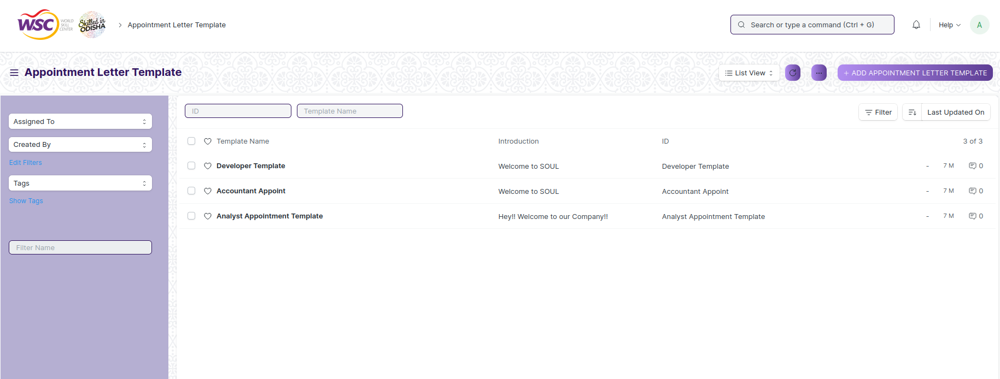 WSC WORLD SKILL CENTER
Skilled in ODISHA
Appointment Letter Template
Search or type a command (Ctrl + G)
Help
A
Appointment Letter Template
List View
+ ADD APPOINTMENT LETTER TEMPLATE
Assigned To
Created By
Edit Filters
Tags
Show Tags
Filter Name
ID
Template Name
Filter
Last Updated On
Template Name Introduction ID 3 of 3
Developer Template Welcome to SOUL Developer Template - 7 M 0
Accountant Appoint Welcome to SOUL Accountant Appoint - 7 M 0
Analyst Appointment Template Hey!! Welcome to our Company!! Analyst Appointment Template - 7 M 0